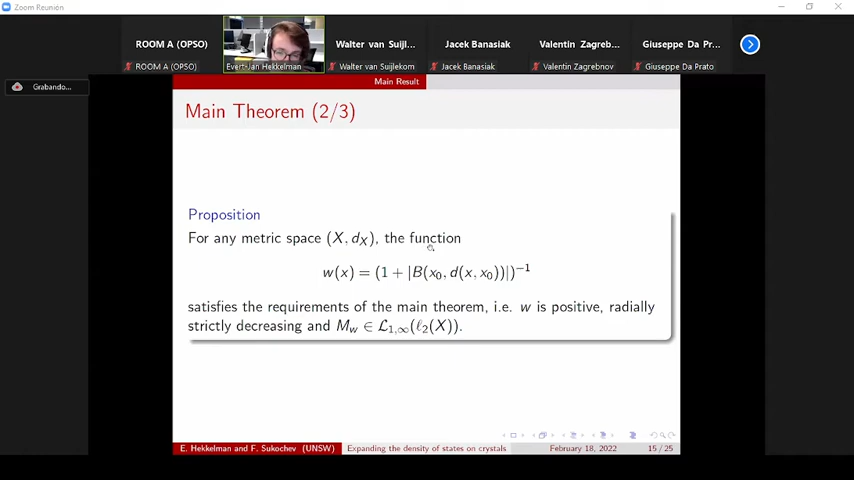 Zoom Reunión
ROOM A (OPSO)
Walter van Suijl...
Jacek Banasiak
Valentin Zagreb...
Giuseppe Da Pr...
ROOM A (OPSO)
Evert-Jan Hekkelman
Walter van Suijlekom
Jacek Banasiak
Valentin Zagrebnov
Giuseppe Da Prato
Grabando...
Main Result
Main Theorem (2/3)
Proposition
For any metric space (X, d_X), the function
w(x) = (1 + |B(x₀, d(x, x₀))|)⁻¹
satisfies the requirements of the main theorem, i.e. w is positive, radially
strictly decreasing and M_w ∈ 𝓛₁,∞(ℓ₂(X)).
E. Hekkelman and F. Sukochev (UNSW)
Expanding the density of states on crystals
February 18, 2022
15 / 25